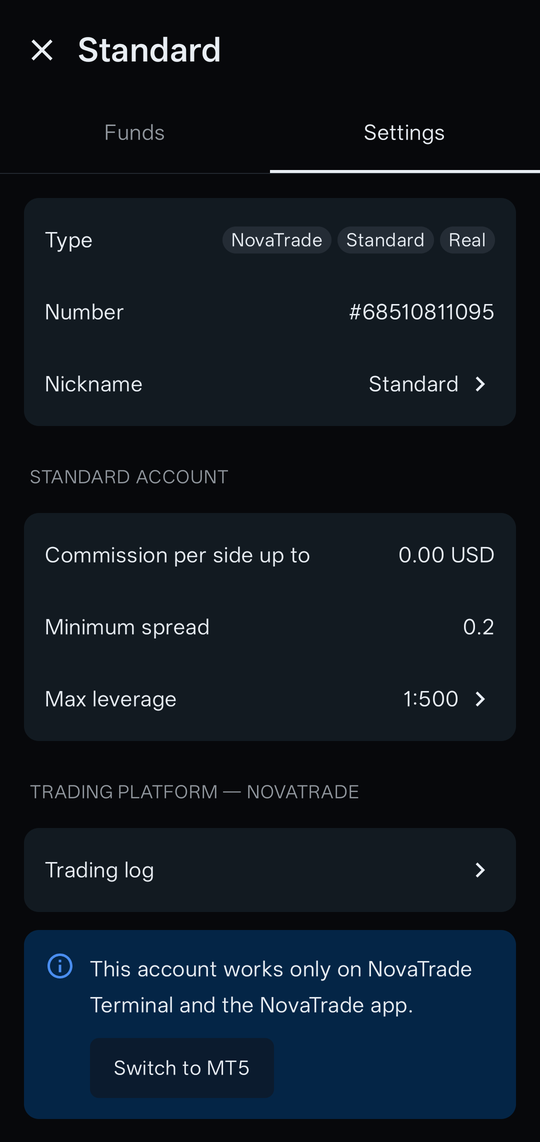 Standard
Funds Settings
Type NovaTrade Standard Real
Number #68510811095
Nickname Standard
STANDARD ACCOUNT
Commission per side up to 0.00 USD
Minimum spread 0.2
Max leverage 1:500
TRADING PLATFORM — NOVATRADE
Trading log
This account works only on NovaTrade
Terminal and the NovaTrade app.
Switch to MT5